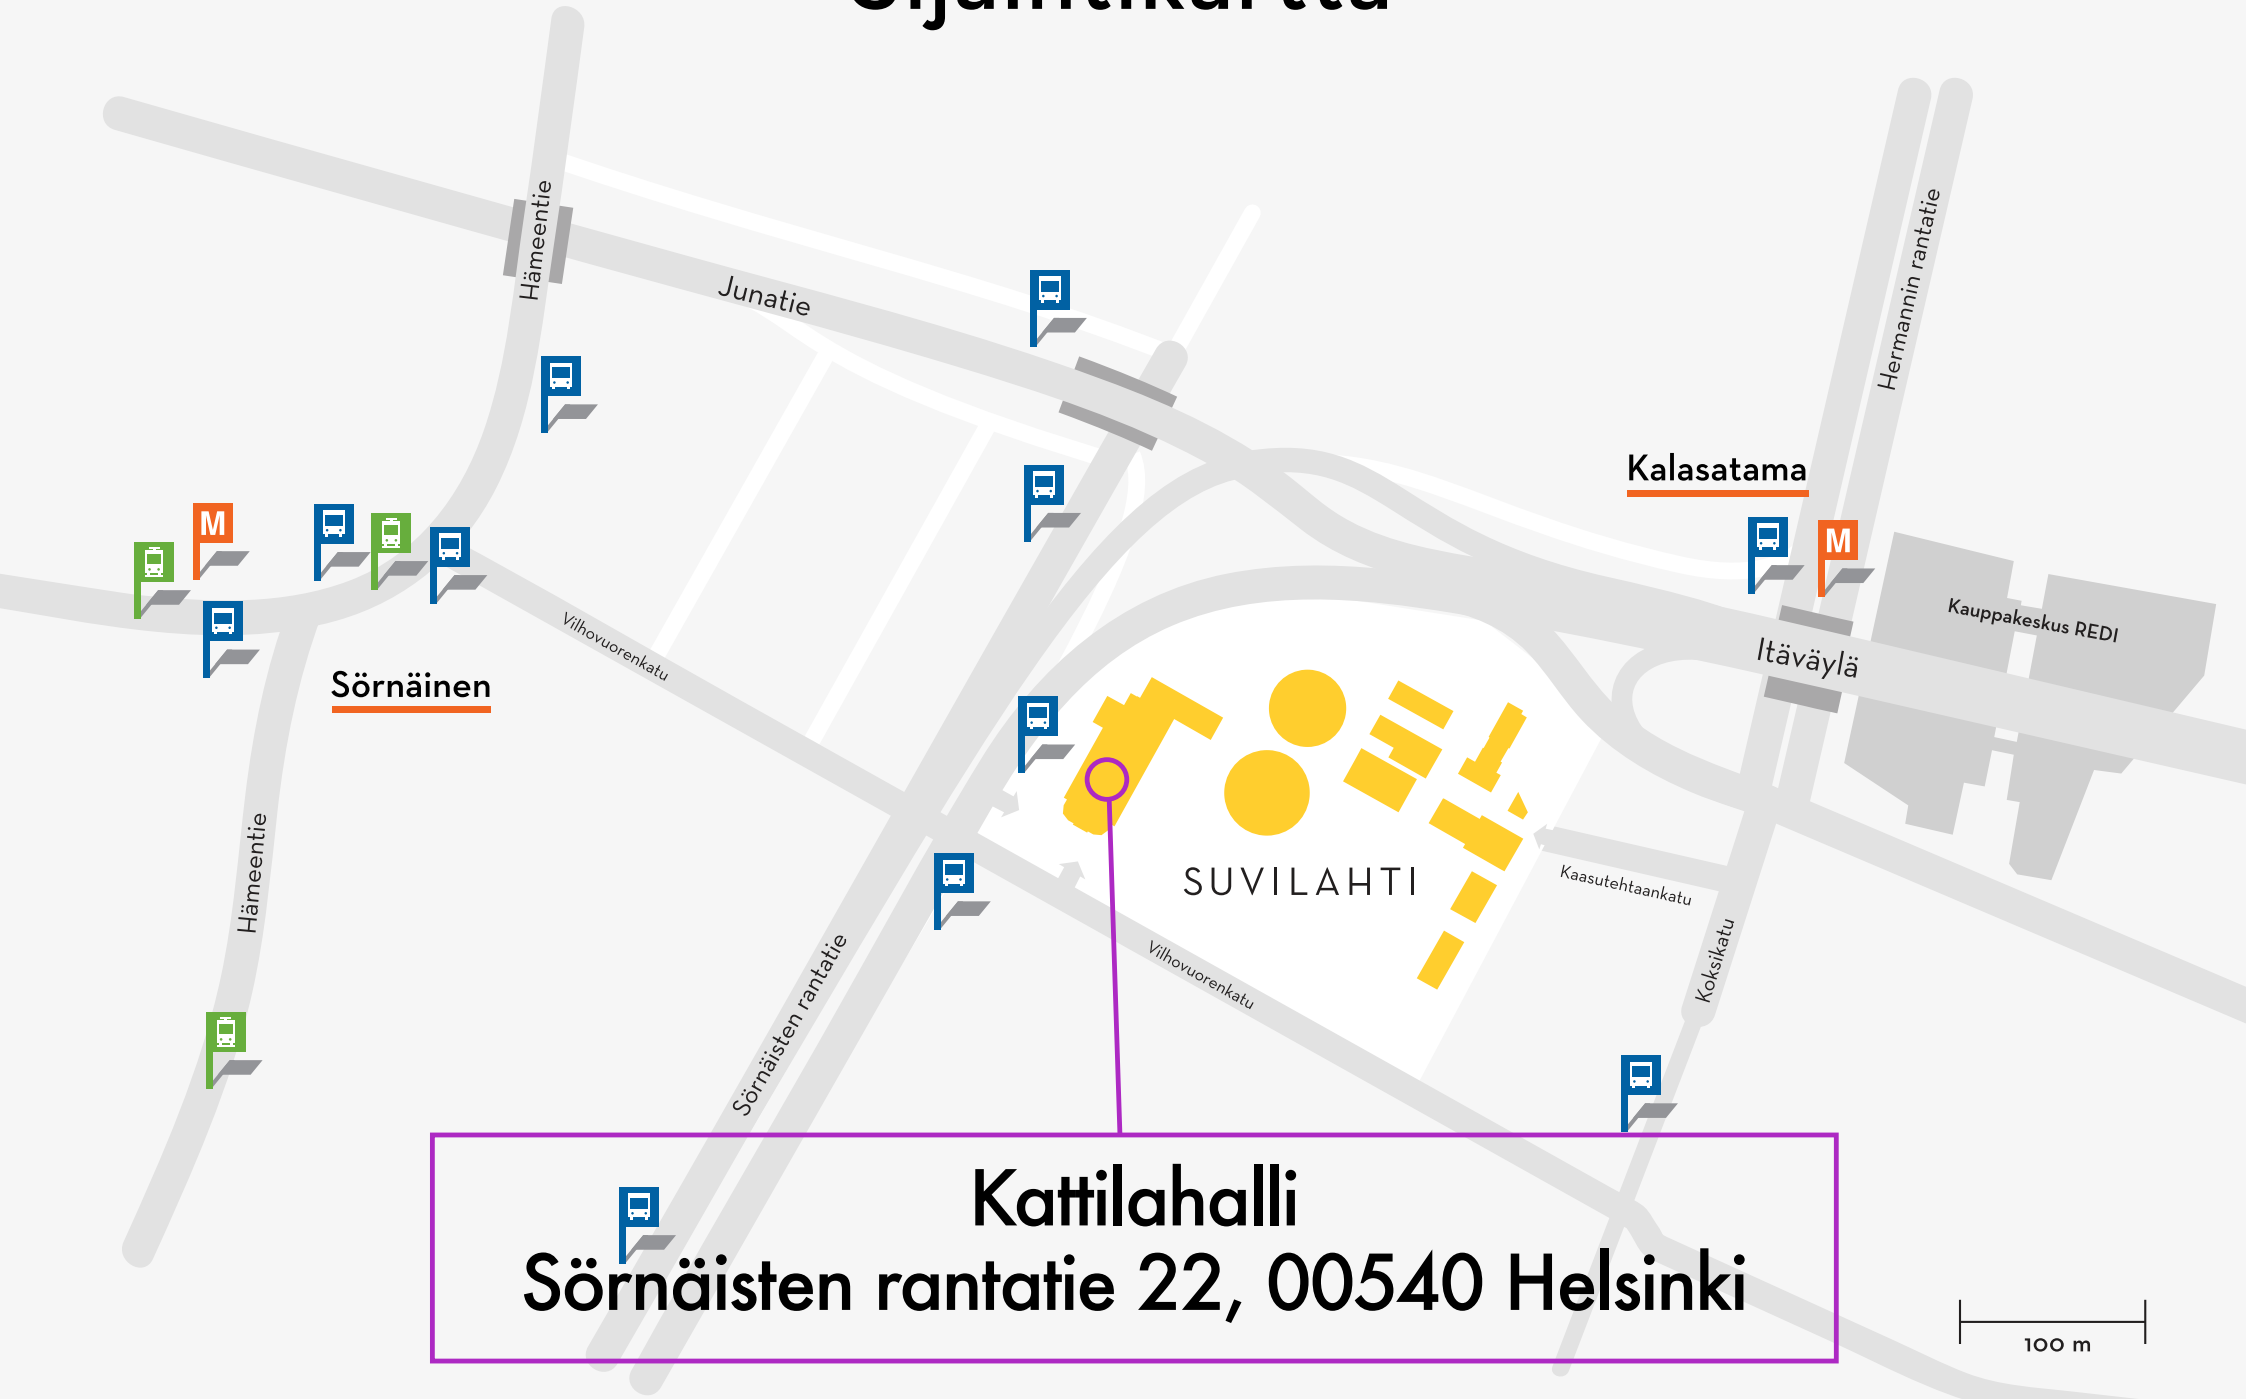 Sijaintikartta
Hämeentie
Junatie
Hermannin rantatie
Kalasatama
M
M
Kauppakeskus REDI
Itäväylä
Vilhovuorenkatu
Sörnäinen
Hämeentie
SUVILAHTI
Kaasutehtaankatu
Koksikatu
Vilhovuorenkatu
Sörnäisten rantatie
Kattilahalli
Sörnäisten rantatie 22, 00540 Helsinki
100 m